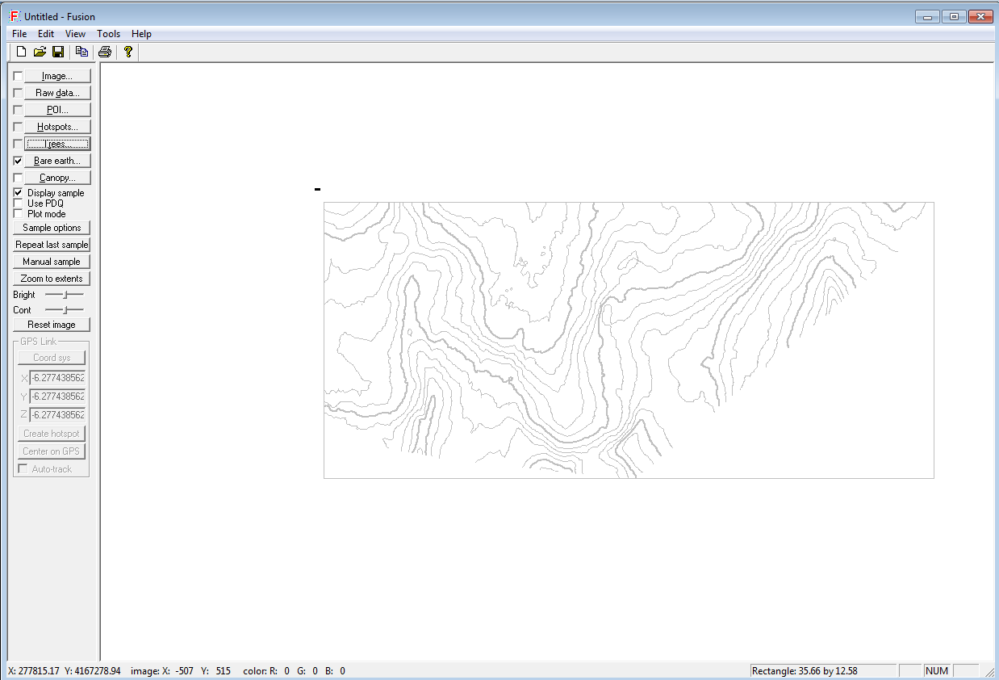 Untitled - Fusion
File Edit View Tools Help
Image...
Raw data...
POI...
Hotspots...
Trees...
Bare earth...
Canopy...
Display sample
Use PDQ
Plot mode
Sample options
Repeat last sample
Manual sample
Zoom to extents
Bright
Cont
Reset image
GPS Link
Coord sys
X -6.277438562
Y -6.277438562
Z -6.277438562
Create hotspot
Center on GPS
Auto-track
X: 277815.17 Y: 4167278.94 image: X: -507 Y: 515 color: R: 0 G: 0 B: 0 Rectangle: 35.66 by 12.58 NUM